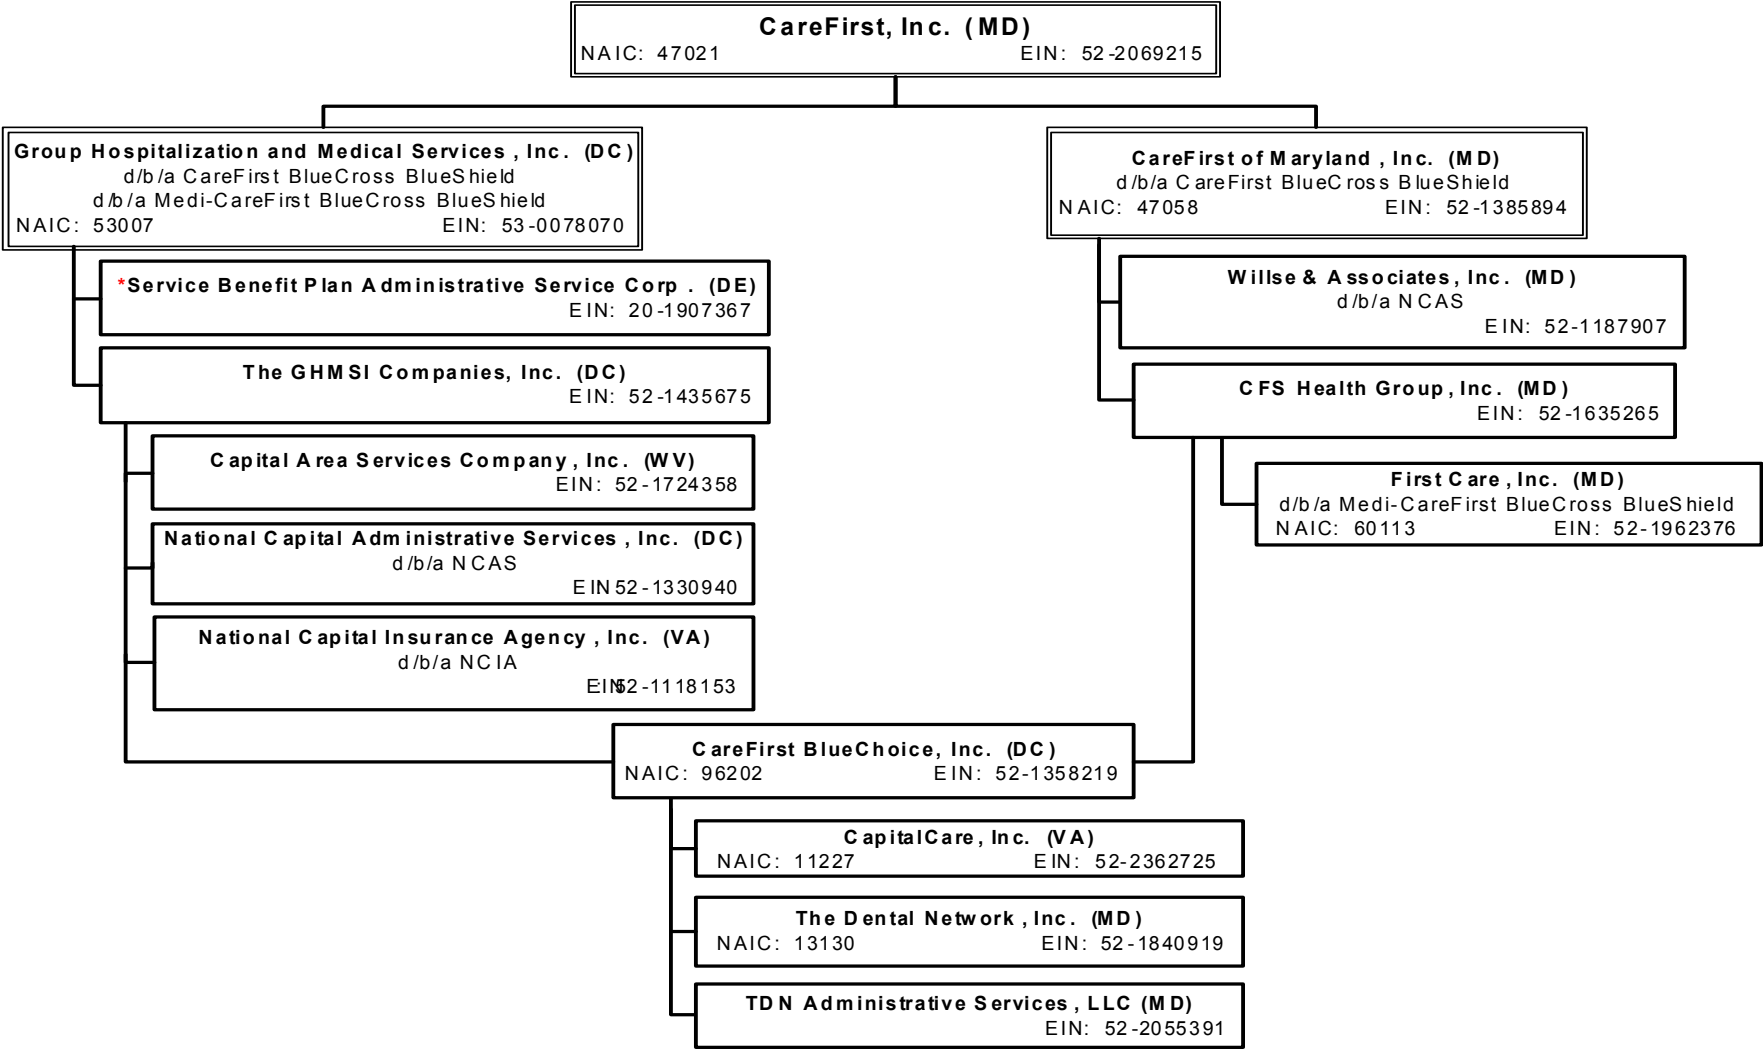 CareFirst, Inc. (MD)
NAIC: 47021 EIN: 52-2069215
Group Hospitalization and Medical Services, Inc. (DC)
d/b/a CareFirst BlueCross BlueShield
d/b/a Medi-CareFirst BlueCross BlueShield
NAIC: 53007 EIN: 53-0078070
CareFirst of Maryland, Inc. (MD)
d/b/a CareFirst BlueCross BlueShield
NAIC: 47058 EIN: 52-1385894
*Service Benefit Plan Administrative Service Corp. (DE)
EIN: 20-1907367
The GHMSI Companies, Inc. (DC)
EIN: 52-1435675
Capital Area Services Company, Inc. (WV)
EIN: 52-1724358
National Capital Administrative Services, Inc. (DC)
d/b/a NCAS
EIN 52-1330940
National Capital Insurance Agency, Inc. (VA)
d/b/a NCIA
EIN: 52-1118153
Willse & Associates, Inc. (MD)
d/b/a NCAS
EIN: 52-1187907
CFS Health Group, Inc. (MD)
EIN: 52-1635265
First Care, Inc. (MD)
d/b/a Medi-CareFirst BlueCross BlueShield
NAIC: 60113 EIN: 52-1962376
CareFirst BlueChoice, Inc. (DC)
NAIC: 96202 EIN: 52-1358219
CapitalCare, Inc. (VA)
NAIC: 11227 EIN: 52-2362725
The Dental Network, Inc. (MD)
NAIC: 13130 EIN: 52-1840919
TDN Administrative Services, LLC (MD)
EIN: 52-2055391